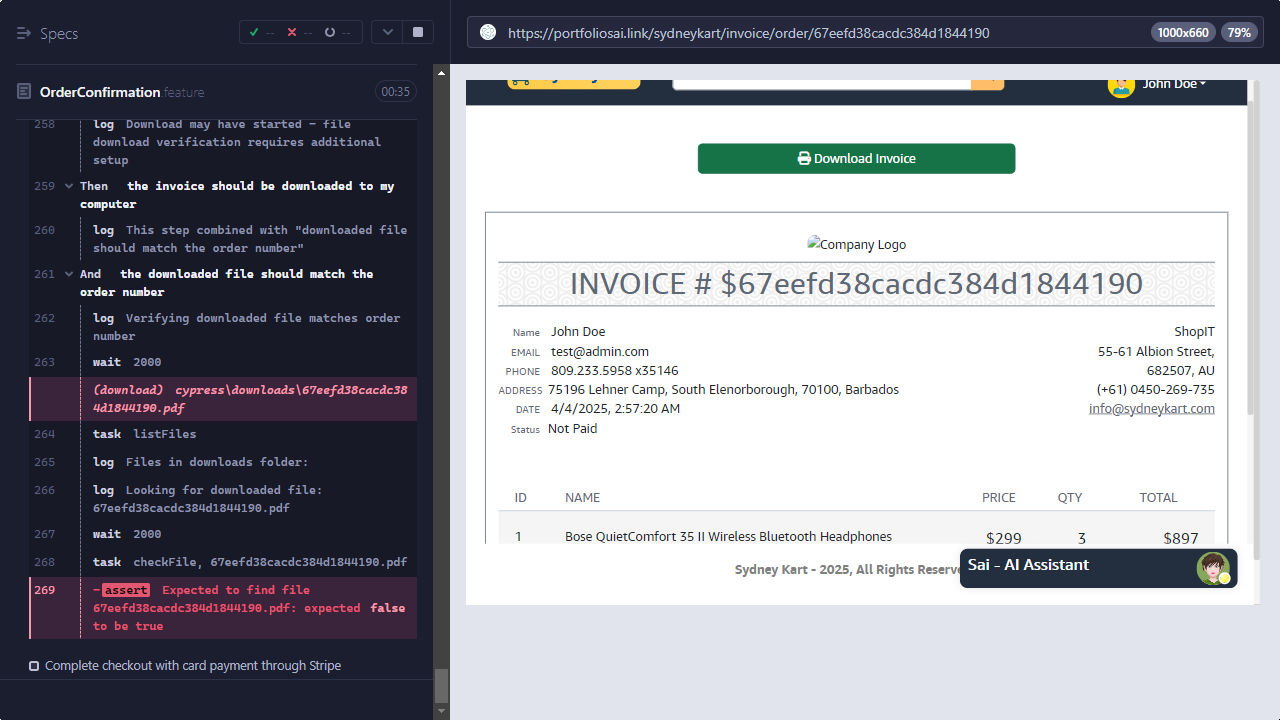 Specs
--
--
--
https://portfoliosai.link/sydneykart/invoice/order/67eefd38cacdc384d1844190
1000x660
79%
OrderConfirmation.feature
00:35
258 log Download may have started - file
download verification requires additional
setup
259 Then the invoice should be downloaded to my
computer
260 log This step combined with "downloaded file
should match the order number"
261 And the downloaded file should match the
order number
262 log Verifying downloaded file matches order
number
263 wait 2000
(download) cypress\downloads\67eefd38cacdc38
4d1844190.pdf
264 task listFiles
265 log Files in downloads folder:
266 log Looking for downloaded file:
67eefd38cacdc384d1844190.pdf
267 wait 2000
268 task checkFile, 67eefd38cacdc384d1844190.pdf
269 -assert Expected to find file
67eefd38cacdc384d1844190.pdf: expected false
to be true
Complete checkout with card payment through Stripe
John Doe
Download Invoice
Company Logo
INVOICE # $67eefd38cacdc384d1844190
Name John Doe
EMAIL test@admin.com
PHONE 809.233.5958 x35146
ADDRESS 75196 Lehner Camp, South Elenorborough, 70100, Barbados
DATE 4/4/2025, 2:57:20 AM
Status Not Paid
ShopIT
55-61 Albion Street,
682507, AU
(+61) 0450-269-735
info@sydneykart.com
ID NAME PRICE QTY TOTAL
1 Bose QuietComfort 35 II Wireless Bluetooth Headphones $299 3 $897
Sydney Kart - 2025, All Rights Reserve
Sai - AI Assistant